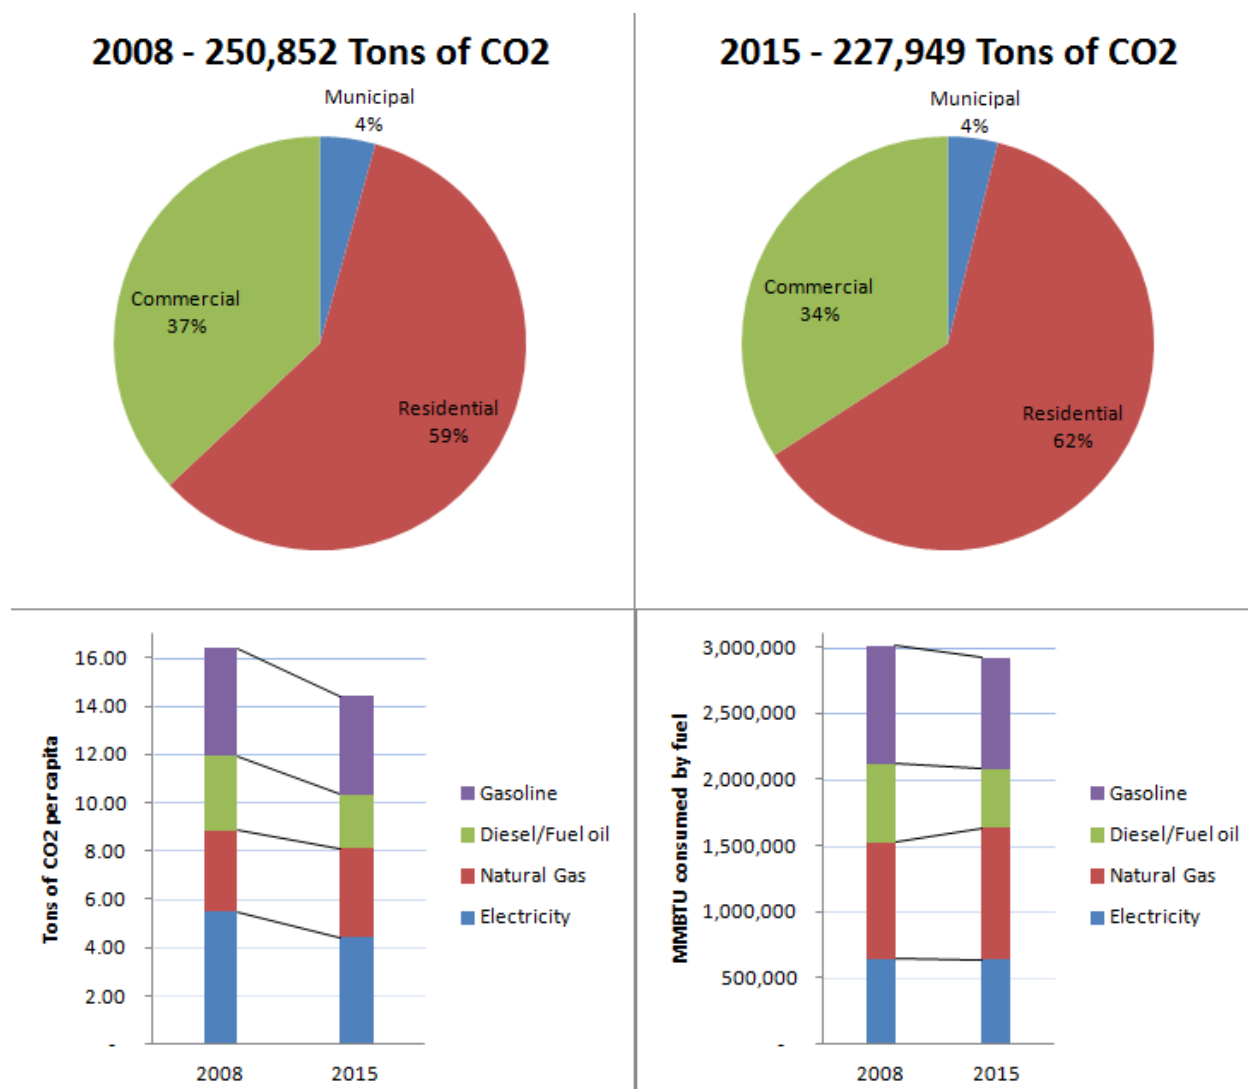 2008 - 250,852 Tons of CO2
Municipal
4%
Commercial
37%
Residential
59%
2015 - 227,949 Tons of CO2
Municipal
4%
Commercial
34%
Residential
62%
Tons of CO2 per capita
16.00
14.00
12.00
10.00
8.00
6.00
4.00
2.00
-
2008
2015
Gasoline
Diesel/Fuel oil
Natural Gas
Electricity
MMBTU consumed by fuel
3,000,000
2,500,000
2,000,000
1,500,000
1,000,000
500,000
-
2008
2015
Gasoline
Diesel/Fuel oil
Natural Gas
Electricity